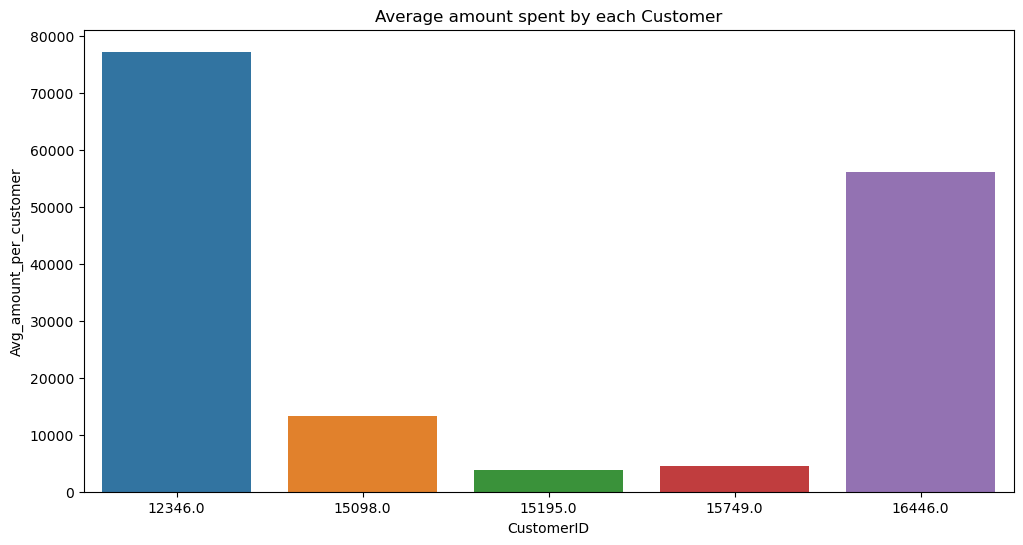 Average amount spent by each Customer
Avg_amount_per_customer
80000
70000
60000
50000
40000
30000
20000
10000
0
12346.0 15098.0 15195.0 15749.0 16446.0
CustomerID